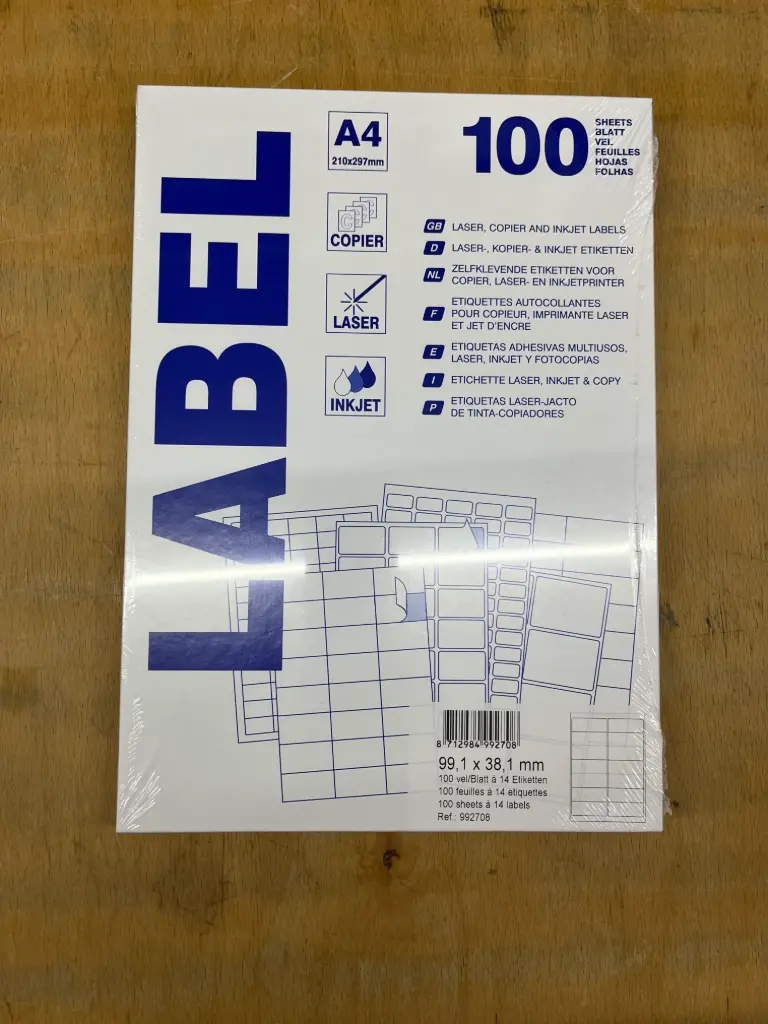 LABEL
A4
210x297mm
COPIER
LASER
INKJET
100
SHEETS
BLATT
VEL
FEUILLES
HOJAS
FOLHAS
GB LASER, COPIER AND INKJET LABELS
D LASER-, KOPIER- & INKJET ETIKETTEN
NL ZELFKLEVENDE ETIKETTEN VOOR
COPIER, LASER- EN INKJETPRINTER
F ETIQUETTES AUTOCOLLANTES
POUR COPIEUR, IMPRIMANTE LASER
ET JET D'ENCRE
E ETIQUETAS ADHESIVAS MULTIUSOS,
LASER, INKJET Y FOTOCOPIAS
I ETICHETTE LASER, INKJET & COPY
P ETIQUETAS LASER-JACTO
DE TINTA-COPIADORES
8 712984 992708
99,1 x 38,1 mm
100 vel/Blatt à 14 Etiketten
100 feuilles à 14 etiquettes
100 sheets à 14 labels
Ref.: 992708